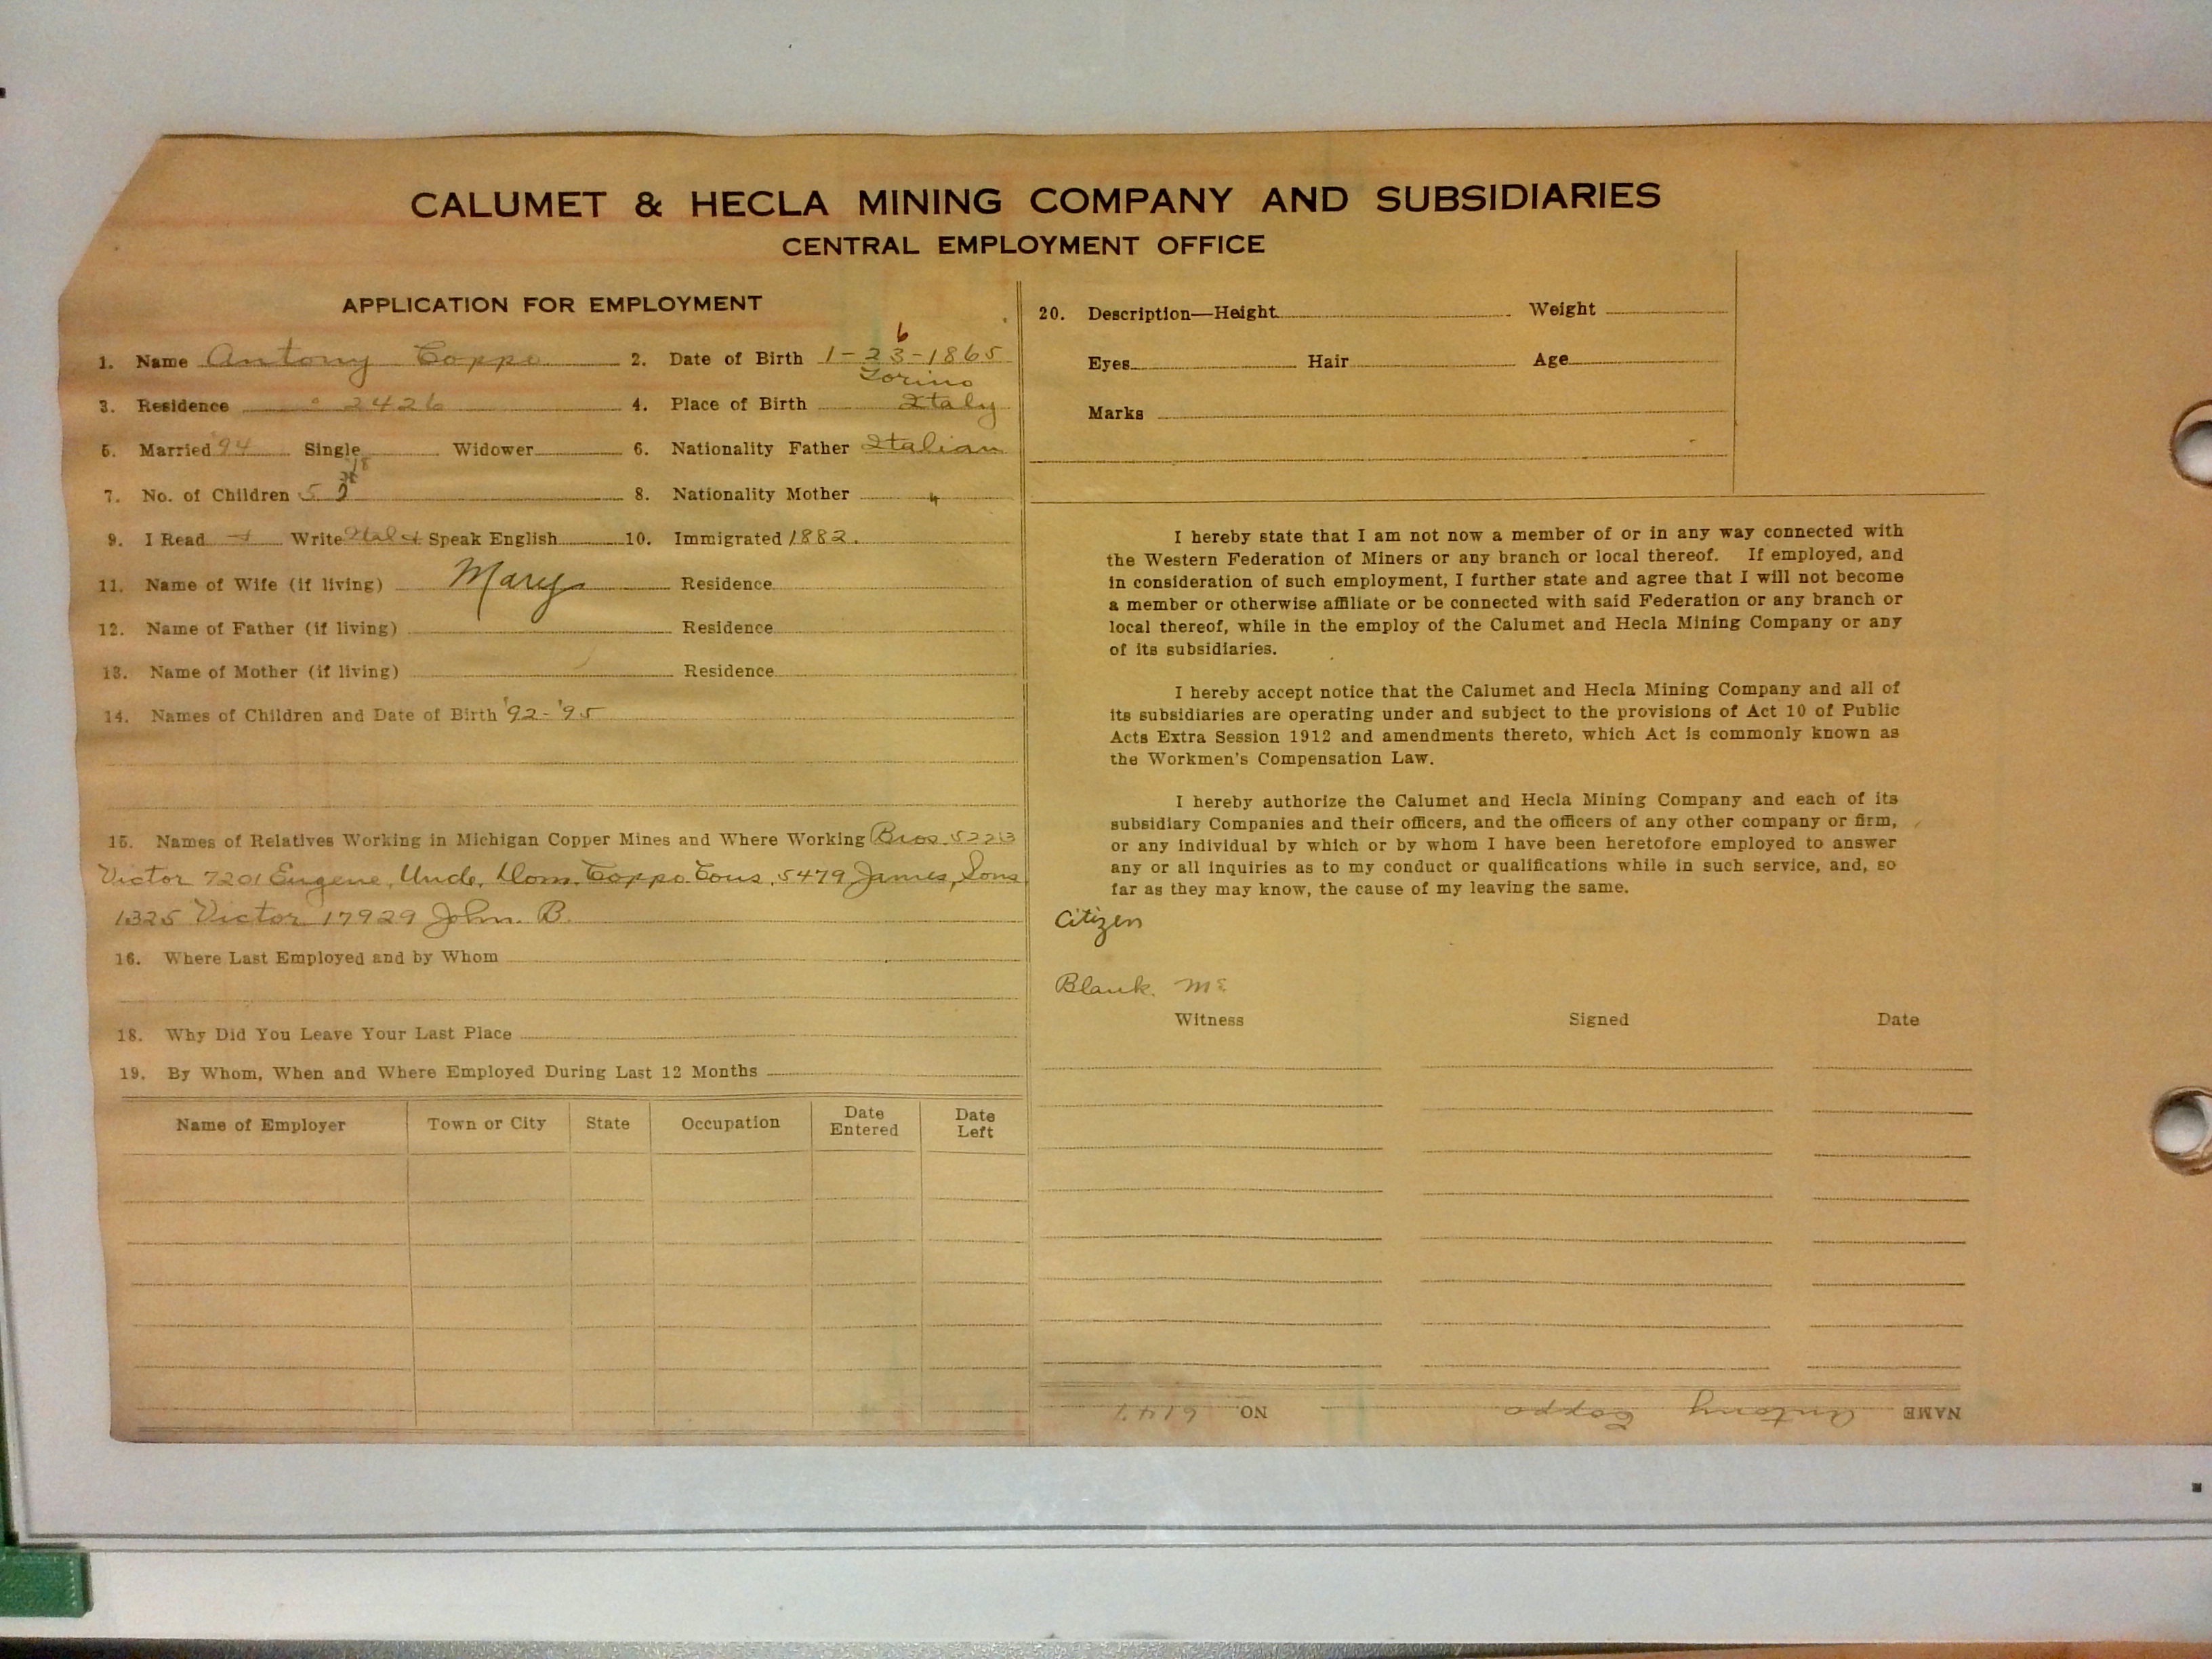 CALUMET & HECLA MINING COMPANY AND SUBSIDIARIES
CENTRAL EMPLOYMENT OFFICE
APPLICATION FOR EMPLOYMENT
1. Name Antony Coppo 2. Date of Birth 1-23-1865
6
Torino
3. Residence 2426 4. Place of Birth Italy
5. Married '94 Single Widower 6. Nationality Father Italian
18
7. No. of Children 5 8. Nationality Mother "
9. I Read + Write Ital + Speak English 10. Immigrated 1882.
11. Name of Wife (if living) Mary Residence
12. Name of Father (if living) Residence
13. Name of Mother (if living) Residence
14. Names of Children and Date of Birth '92-'95
15. Names of Relatives Working in Michigan Copper Mines and Where Working Bros. 5223
Victor 7201 Eugene, Uncle, Dom. Coppo. Cous, 5479 James, Sons
1325 Victor 17929 John. B.
16. Where Last Employed and by Whom
18. Why Did You Leave Your Last Place
19. By Whom, When and Where Employed During Last 12 Months
Name of Employer Town or City State Occupation Date Entered Date Left
20. Description—Height Weight
Eyes Hair Age
Marks
I hereby state that I am not now a member of or in any way connected with
the Western Federation of Miners or any branch or local thereof. If employed, and
in consideration of such employment, I further state and agree that I will not become
a member or otherwise affiliate or be connected with said Federation or any branch or
local thereof, while in the employ of the Calumet and Hecla Mining Company or any
of its subsidiaries.
I hereby accept notice that the Calumet and Hecla Mining Company and all of
its subsidiaries are operating under and subject to the provisions of Act 10 of Public
Acts Extra Session 1912 and amendments thereto, which Act is commonly known as
the Workmen's Compensation Law.
I hereby authorize the Calumet and Hecla Mining Company and each of its
subsidiary Companies and their officers, and the officers of any other company or firm,
or any individual by which or by whom I have been heretofore employed to answer
any or all inquiries as to my conduct or qualifications while in such service, and, so
far as they may know, the cause of my leaving the same.
Citizen
Blank.
Witness Signed Date
NAME Antony Coppo NO.